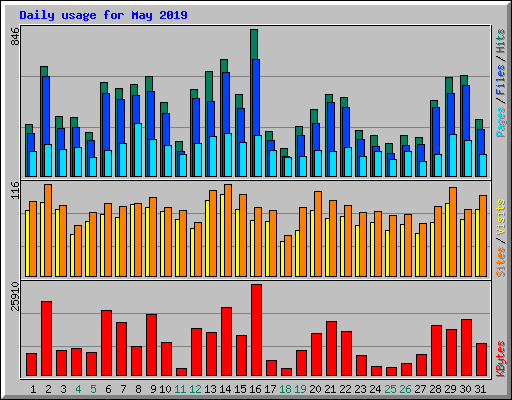 Daily usage for May 2019
846
Pages / Files / Hits
116
Sites / Visits
25910
KBytes
1 2 3 4 5 6 7 8 9 10 11 12 13 14 15 16 17 18 19 20 21 22 23 24 25 26 27 28 29 30 31